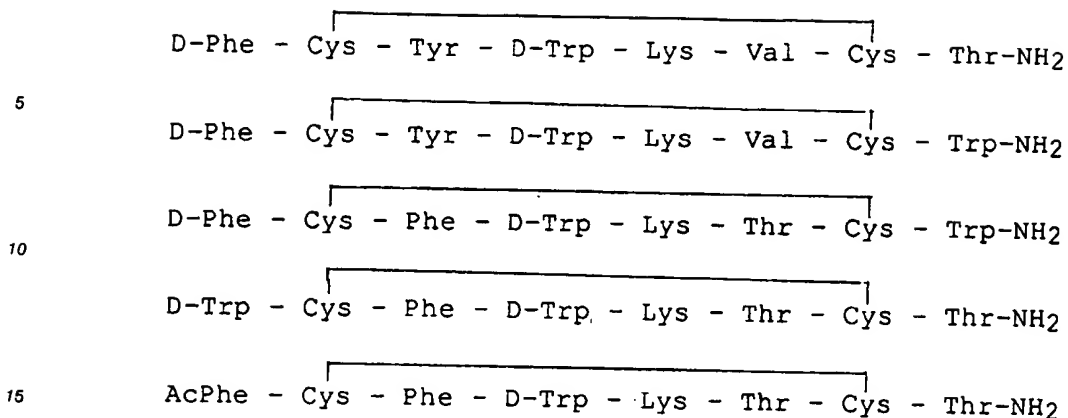 D-Phe - Cys - Tyr - D-Trp - Lys - Val - Cys - Thr-NH2
5
D-Phe - Cys - Tyr - D-Trp - Lys - Val - Cys - Trp-NH2
D-Phe - Cys - Phe - D-Trp - Lys - Thr - Cys - Trp-NH2
10
D-Trp - Cys - Phe - D-Trp - Lys - Thr - Cys - Thr-NH2
15 AcPhe - Cys - Phe - D-Trp - Lys - Thr - Cys - Thr-NH2